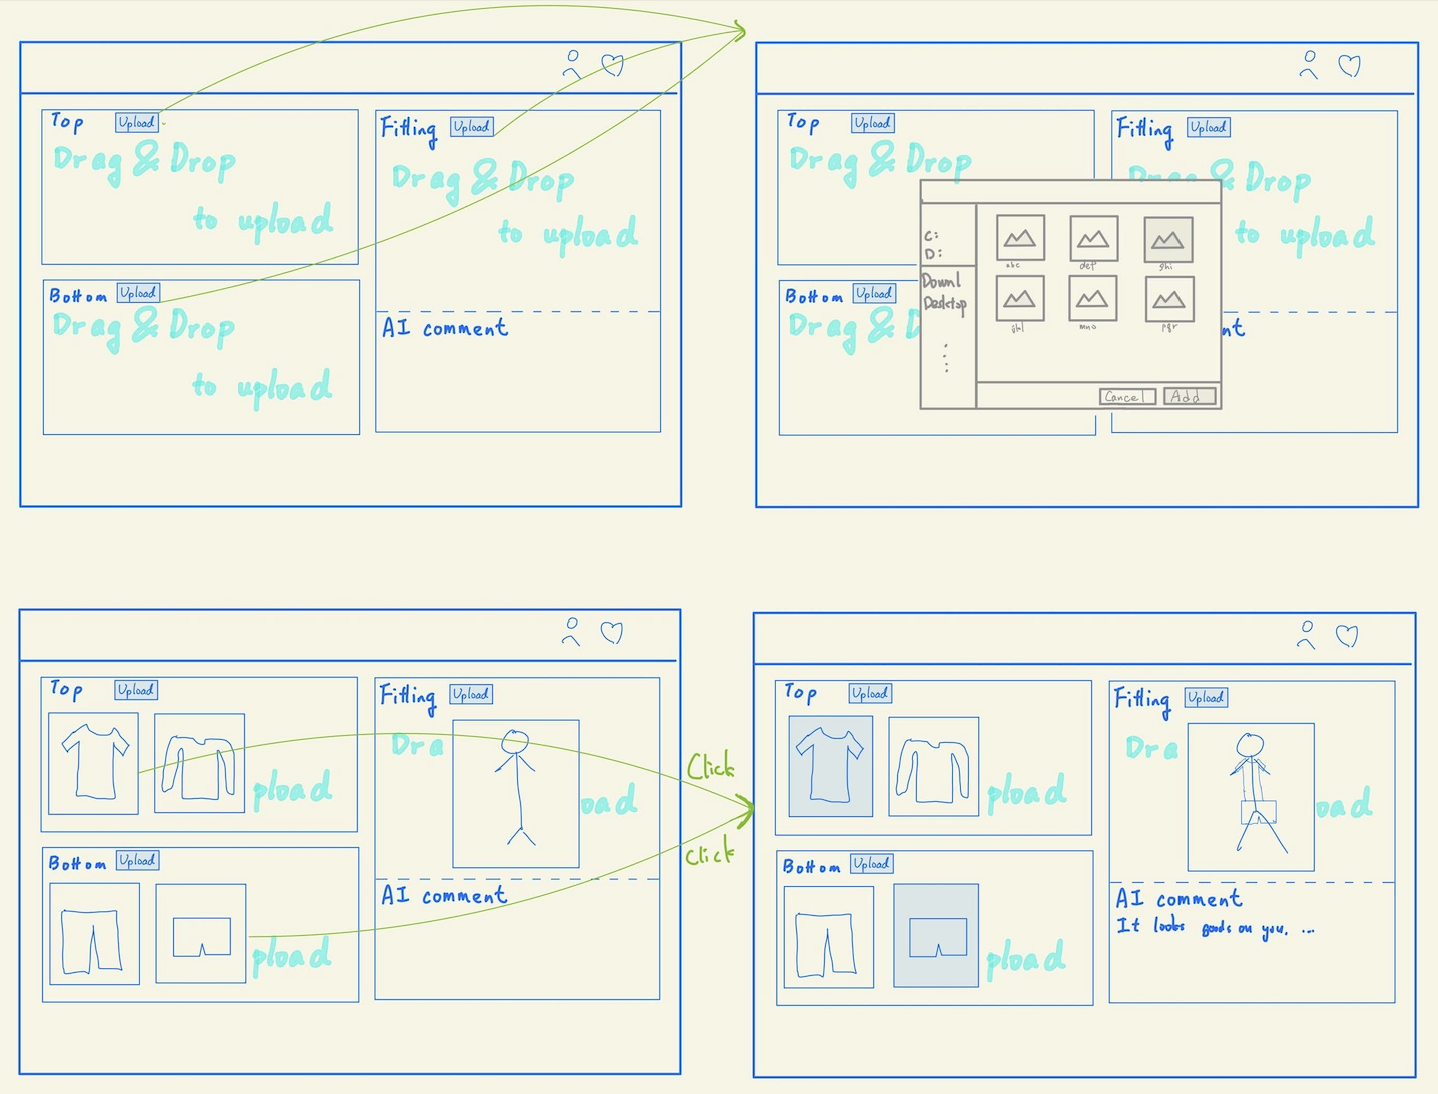 Top Upload
Drag & Drop
to upload
Bottom Upload
Drag & Drop
to upload
Fitting Upload
Drag & Drop
to upload
AI comment
Top Upload
Drag & Drop
Bottom Upload
Drag & D
Fitting Upload
Drag & Drop
to upload
nt
C:
D:
Downl
Desktop
abc
def
ghi
jkl
mno
pqr
Cancel
Add
Top Upload
pload
Bottom Upload
pload
Fitting Upload
Dra
oad
AI comment
Click
Click
Top Upload
pload
Bottom Upload
pload
Fitting Upload
Dra
oad
AI comment
It looks goods on you, ...